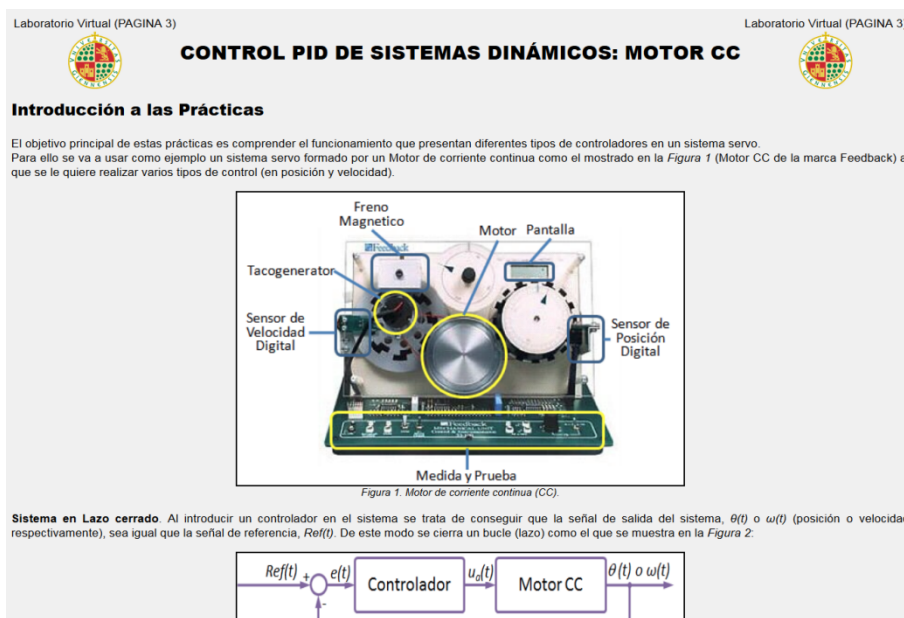 Laboratorio Virtual (PAGINA 3)
Laboratorio Virtual (PAGINA 3)
CONTROL PID DE SISTEMAS DINÁMICOS: MOTOR CC
Introducción a las Prácticas
El objetivo principal de estas prácticas es comprender el funcionamiento que presentan diferentes tipos de controladores en un sistema servo.
Para ello se va a usar como ejemplo un sistema servo formado por un Motor de corriente continua como el mostrado en la Figura 1 (Motor CC de la marca Feedback) a
que se le quiere realizar varios tipos de control (en posición y velocidad).
Freno
Magnetico
Motor
Pantalla
Feedback
Tacogenerator
Sensor de
Velocidad
Digital
Sensor de
Posición
Digital
Feedback
MECHANICAL UNIT
Medida y Prueba
Figura 1. Motor de corriente continua (CC).
Sistema en Lazo cerrado. Al introducir un controlador en el sistema se trata de conseguir que la señal de salida del sistema, θ(t) o ω(t) (posición o velocidad
respectivamente), sea igual que la señal de referencia, Ref(t). De este modo se cierra un bucle (lazo) como el que se muestra en la Figura 2:
Ref(t) + e(t) Controlador u_a(t) Motor CC θ(t) o ω(t)
-